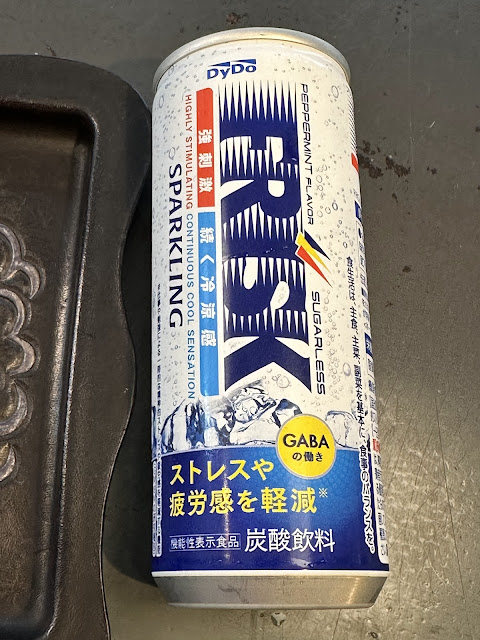 DyDo
PEPPERMINT FLAVOR
FRISK
SUGARLESS
強刺激 続く冷涼感
HIGHLY STIMULATING CONTINUOUS COOL SENSATION
SPARKLING
GABA
の働き
ストレスや
疲労感を軽減※
機能性表示食品 炭酸飲料
食生活は、主食、主菜、副菜を基本に、食事のバランスを。